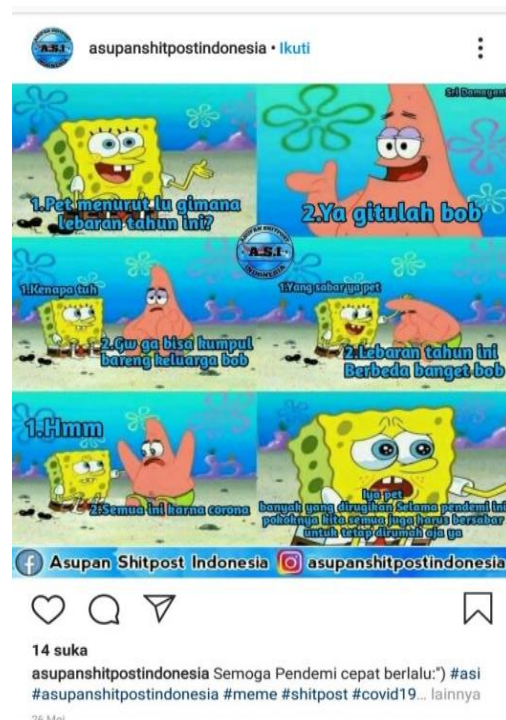 A.S.I
asupanshitpostindonesia • Ikuti
Sri Damayan
1.Pet menurut lu gimana
lebaran tahun ini?
2.Ya gitulah bob
ASUPAN SHITPOST
A.S.I
INDONESIA
1.Kenapa tuh
2.Gw ga bisa kumpul
bareng keluarga bob
1.Yang sabar ya pet
2.Lebaran tahun ini
Berbeda banget bob
1.Hmm
2.Semua ini karna corona
Iya pet
banyak yang dirugikan Selama pendemi ini
pokoknya kita semua juga harus bersabar
untuk tetap dirumah aja ya
Asupan Shitpost Indonesia asupanshitpostindonesia
14 suka
asupanshitpostindonesia Semoga Pendemi cepat berlalu:") #asi
#asupanshitpostindonesia #meme #shitpost #covid19... lainnya
26 Mei